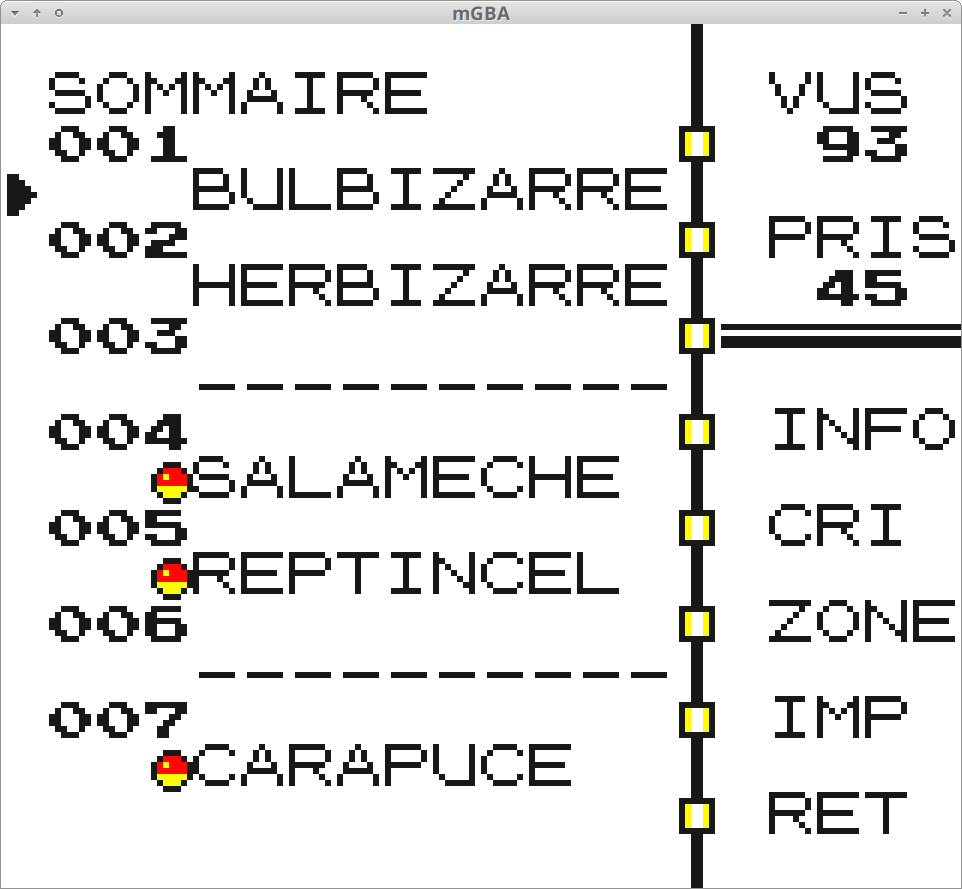 mGBA
SOMMAIRE
001
BULBIZARRE
002
HERBIZARRE
003
----------
004
SALAMECHE
005
REPTINCEL
006
----------
007
CARAPUCE
VUS
93
PRIS
45
INFO
CRI
ZONE
IMP
RET